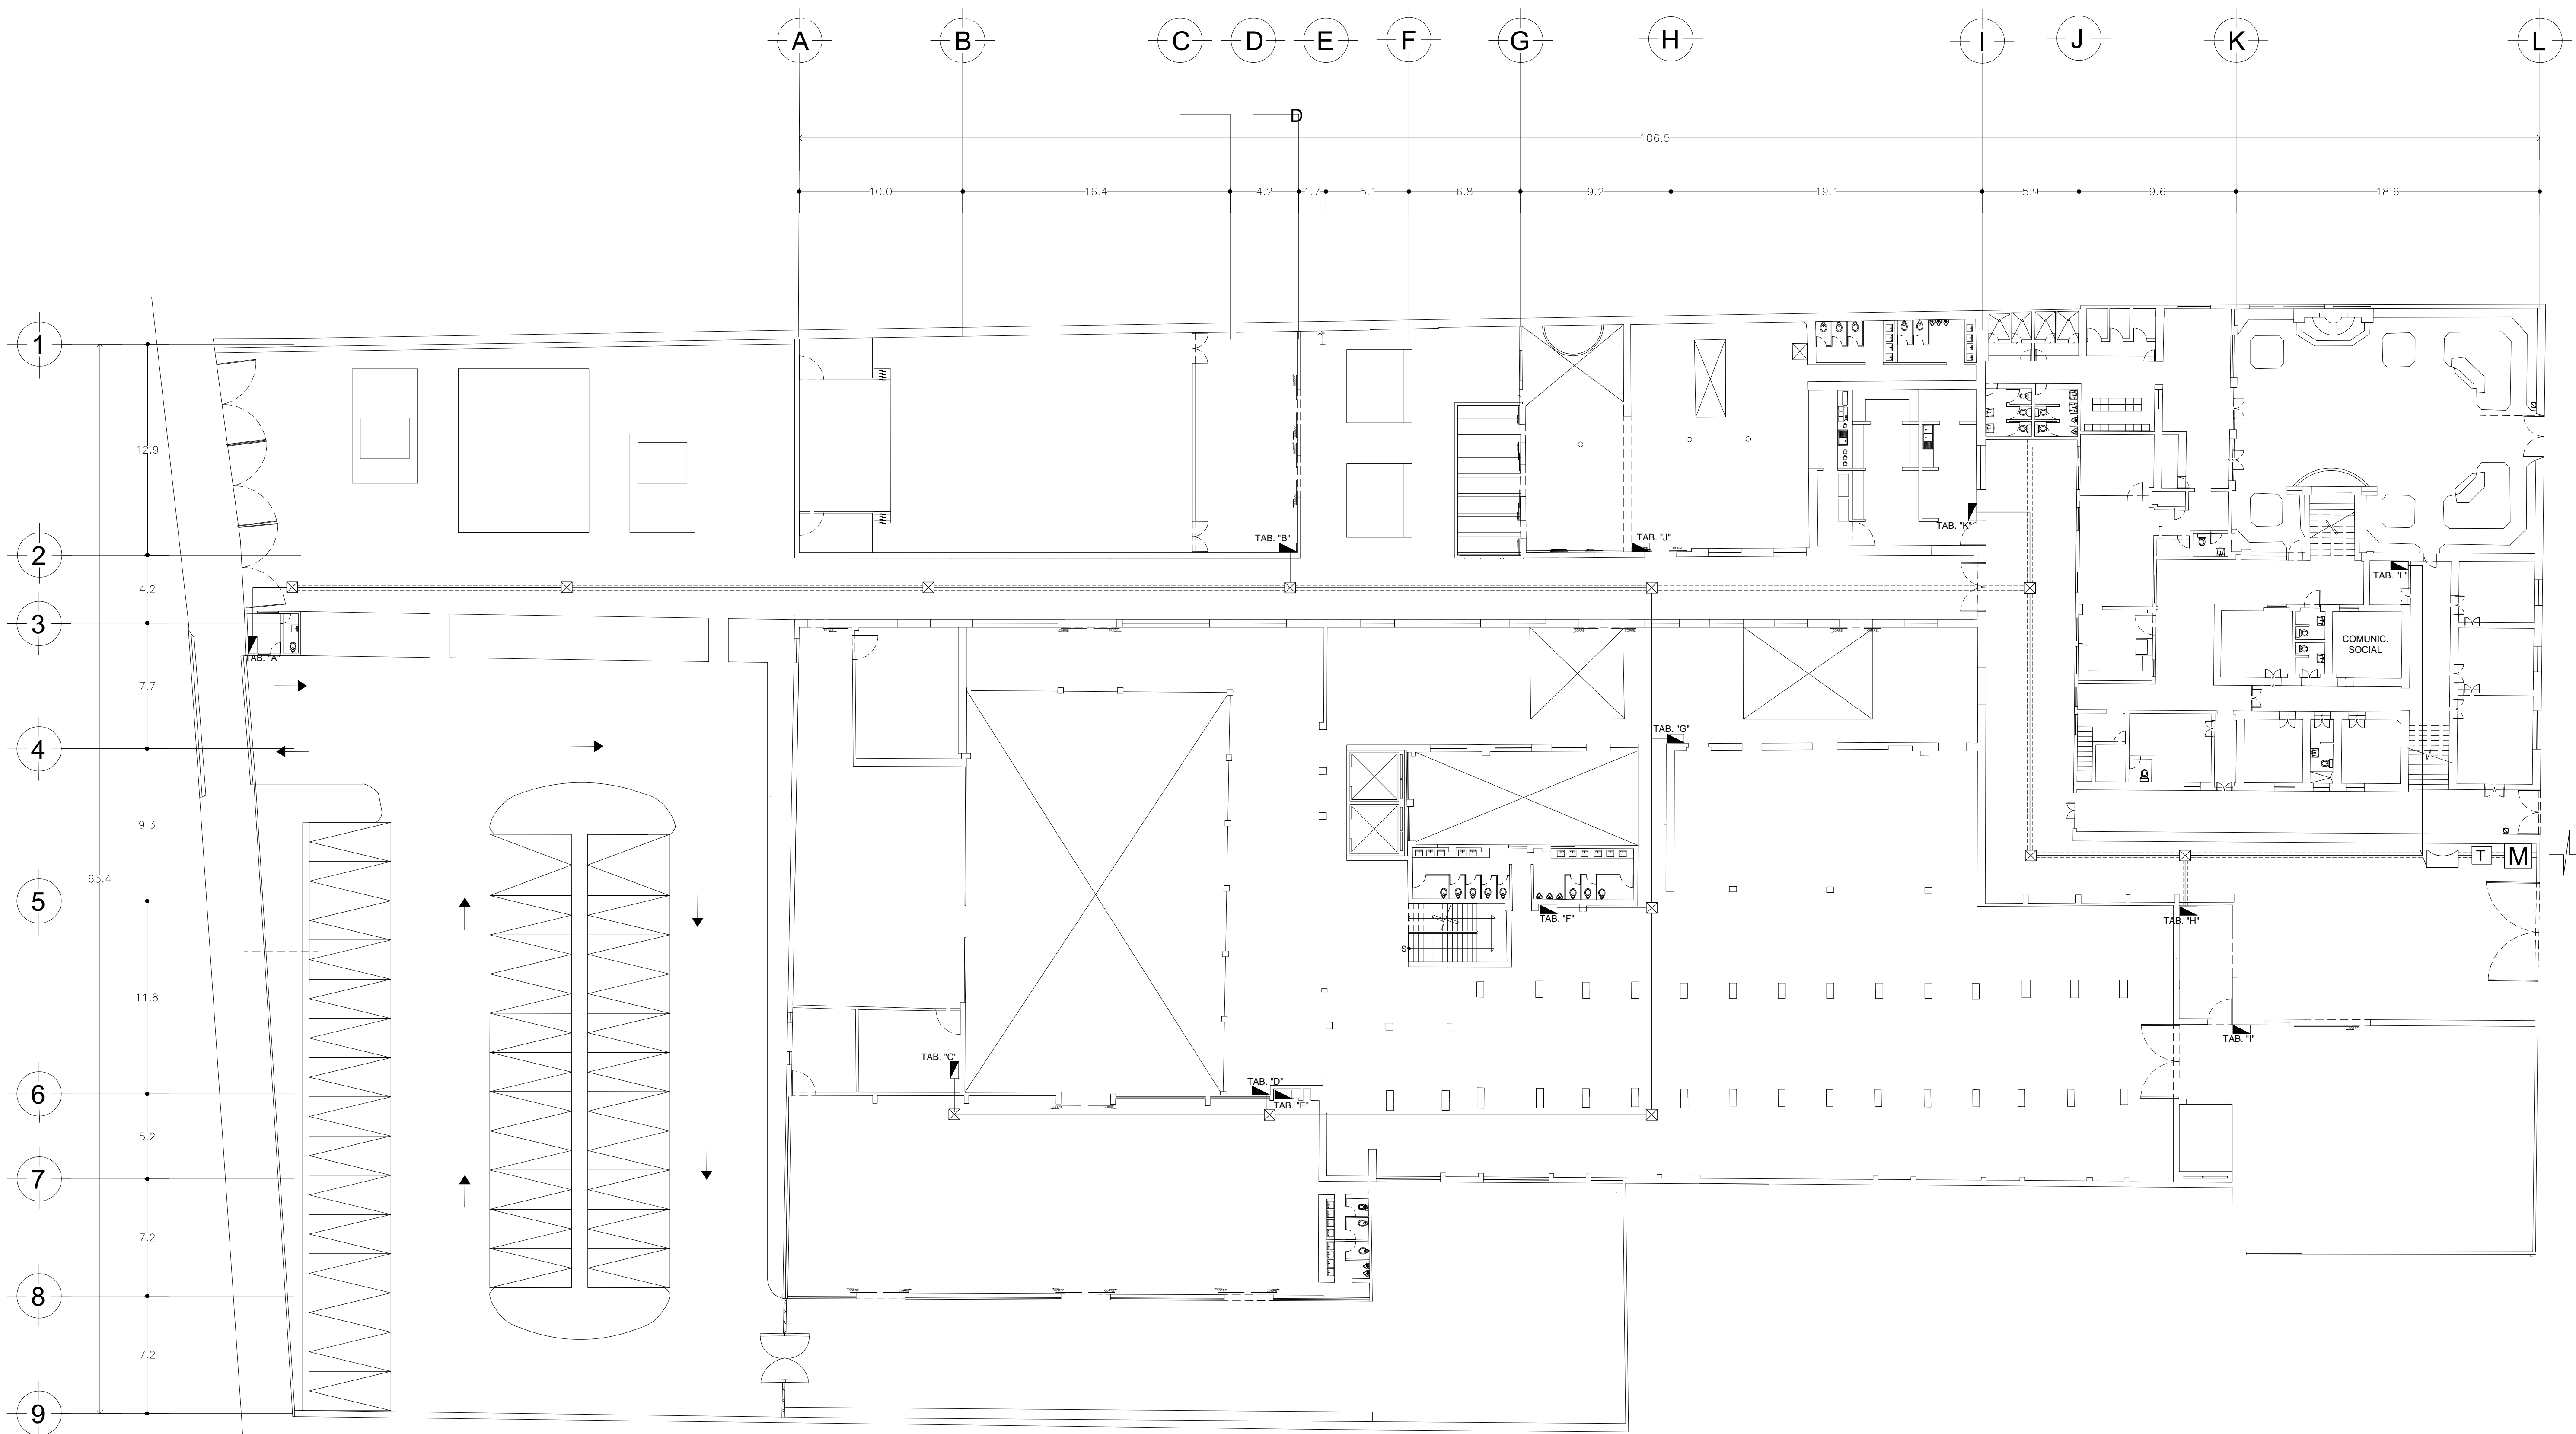 A B C D E F G H I J K L
D
106.5
10.0 16.4 4.2 1.7 5.1 6.8 9.2 19.1 5.9 9.6 18.6
1
12.9
TAB. "K"
2
TAB. "B"
TAB. "J"
TAB. "L"
4.2
3
COMUNIC.
SOCIAL
TAB. "A"
7.7
TAB. "G"
4
9.3
T M
65.4
5
TAB. "F"
TAB. "H"
S
11.8
TAB. "I"
TAB. "C"
6
TAB. "D"
TAB. "E"
5.2
7
7.2
8
7.2
9